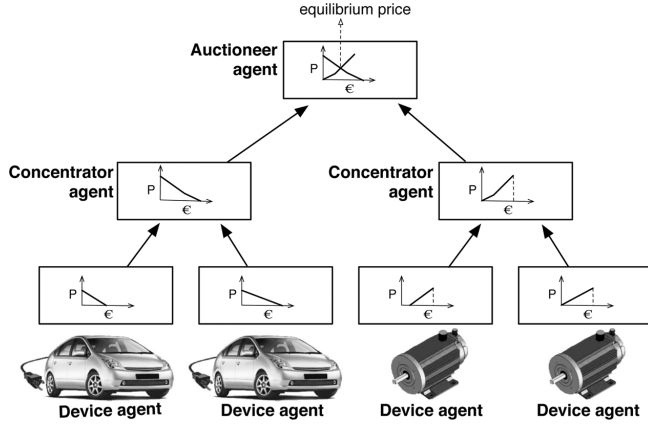 equilibrium price
Auctioneer
agent
P
€
Concentrator
agent
P
€
Concentrator
agent
P
€
P
€
P
€
P
€
P
€
Device agent
Device agent
Device agent
Device agent